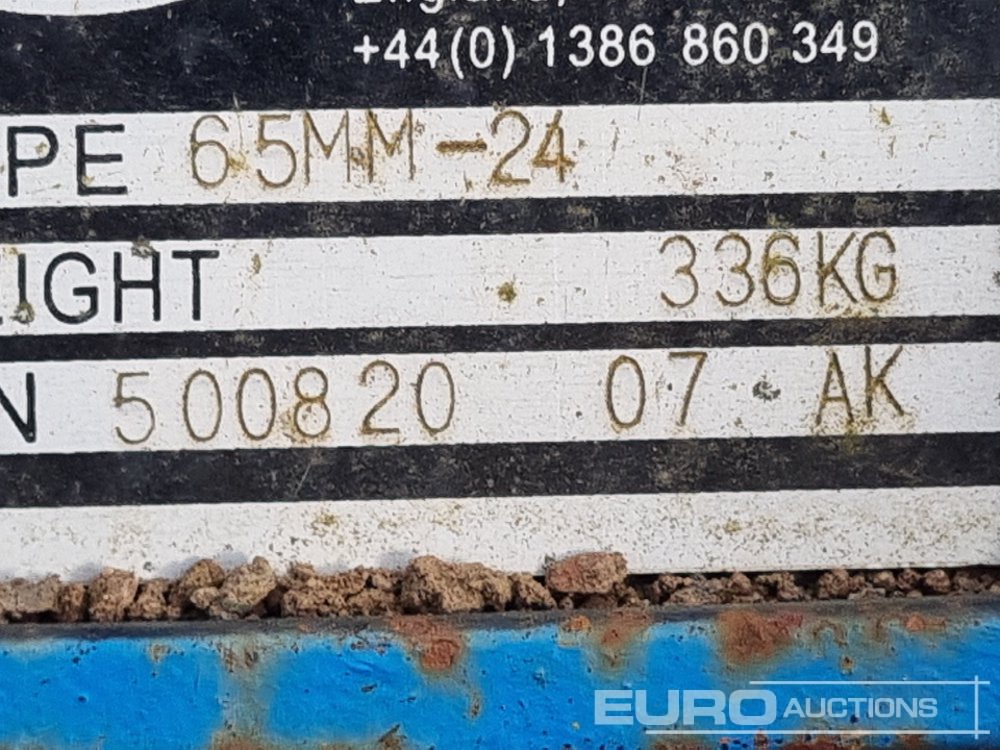 +44(0) 1386 860 349
PE 65MM-24
IGHT 336KG
N 500820 07 AK
EURO AUCTIONS